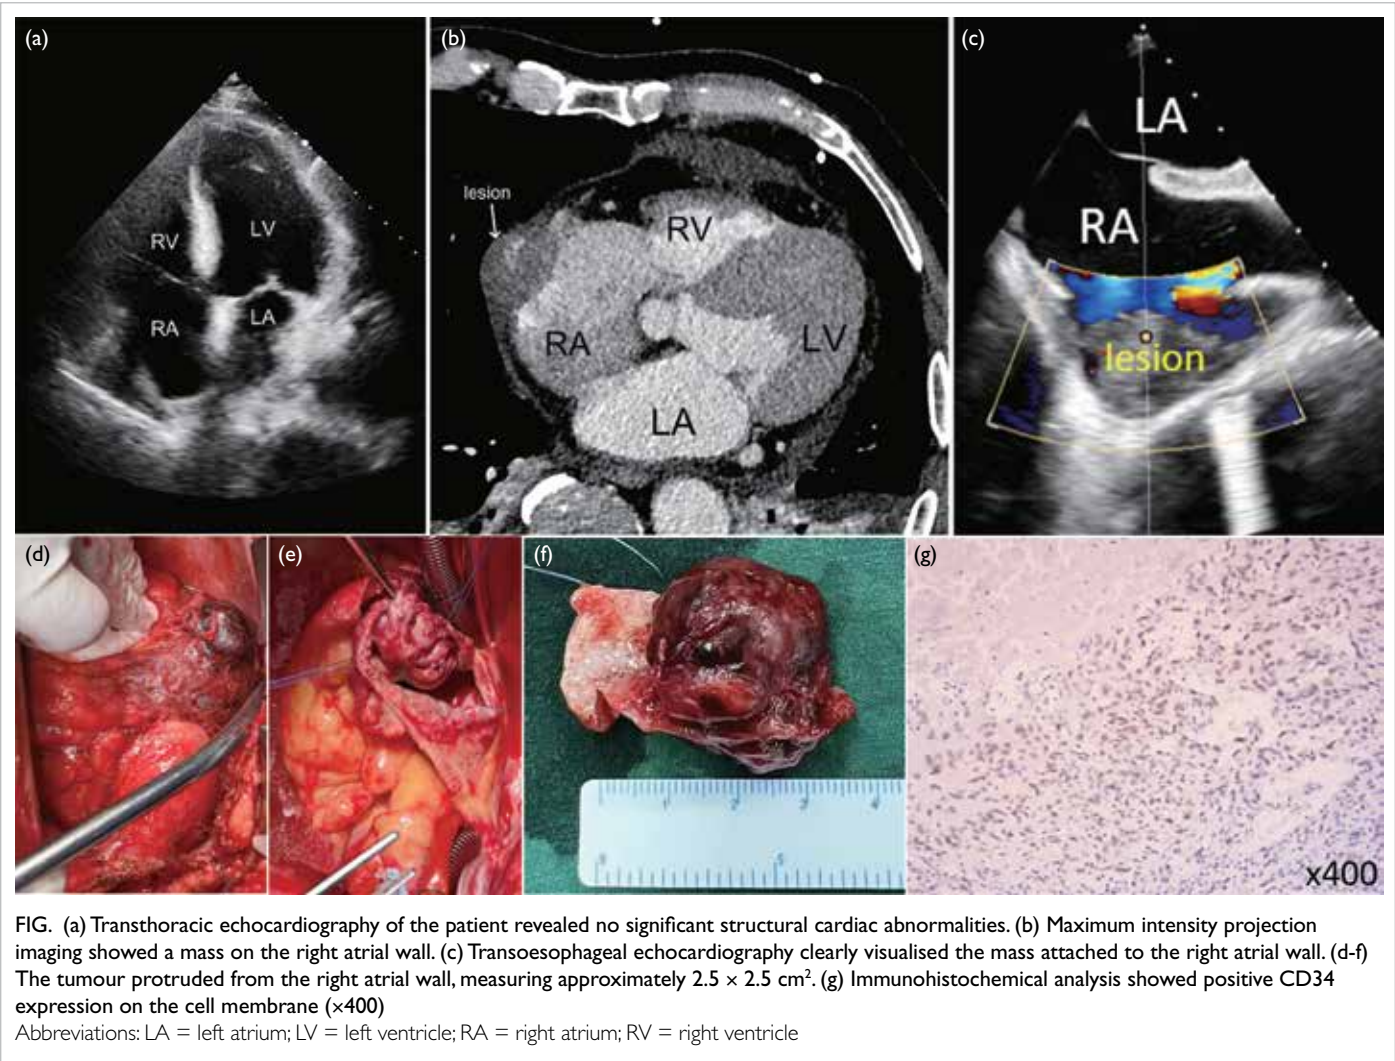 (a)
RV
LV
RA
LA
(b)
lesion
RV
RA
LV
LA
(c)
LA
RA
lesion
(d)
(e)
(f)
1
2
3
4
(g)
x400
FIG. (a) Transthoracic echocardiography of the patient revealed no significant structural cardiac abnormalities. (b) Maximum intensity projection
imaging showed a mass on the right atrial wall. (c) Transoesophageal echocardiography clearly visualised the mass attached to the right atrial wall. (d-f)
The tumour protruded from the right atrial wall, measuring approximately 2.5 × 2.5 cm². (g) Immunohistochemical analysis showed positive CD34
expression on the cell membrane (×400)
Abbreviations: LA = left atrium; LV = left ventricle; RA = right atrium; RV = right ventricle